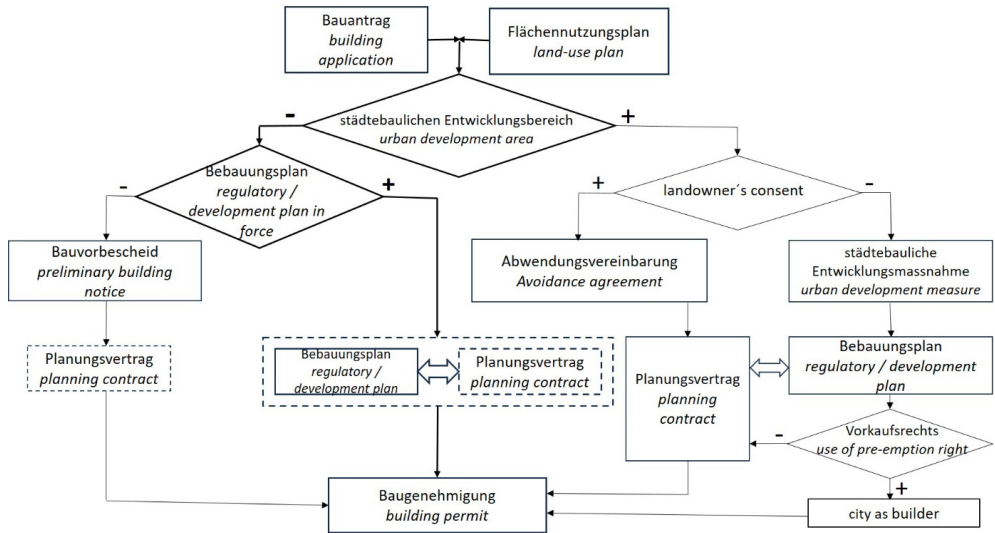 Bauantrag
building
application
Flächennutzungsplan
land-use plan
-
städtebaulichen Entwicklungsbereich
urban development area
+
-
Bebauungsplan
regulatory /
development plan in
force
+
+
landowner´s consent
-
Bauvorbescheid
preliminary building
notice
Abwendungsvereinbarung
Avoidance agreement
städtebauliche
Entwicklungsmassnahme
urban development measure
Planungsvertrag
planning contract
Bebauungsplan
regulatory /
development plan
Planungsvertrag
planning contract
Planungsvertrag
planning
contract
Bebauungsplan
regulatory / development
plan
-
Vorkaufsrechts
use of pre-emption right
+
Baugenehmigung
building permit
city as builder